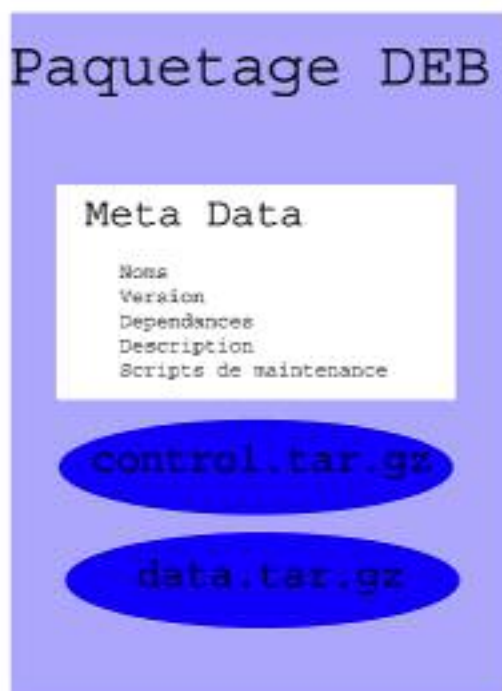 Paquetage DEB
Meta Data
Noms
Version
Dependances
Description
Scripts de maintenance
control.tar.gz
data.tar.gz